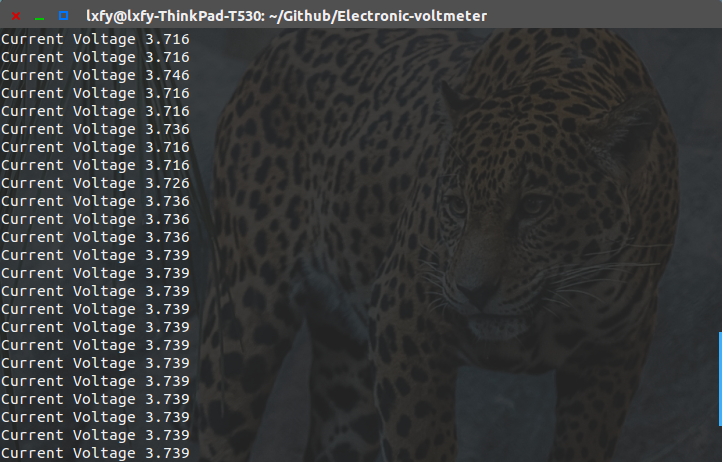 lxfy@lxfy-ThinkPad-T530: ~/Github/Electronic-voltmeter
Current Voltage 3.716
Current Voltage 3.716
Current Voltage 3.746
Current Voltage 3.716
Current Voltage 3.716
Current Voltage 3.736
Current Voltage 3.716
Current Voltage 3.716
Current Voltage 3.726
Current Voltage 3.736
Current Voltage 3.736
Current Voltage 3.736
Current Voltage 3.739
Current Voltage 3.739
Current Voltage 3.739
Current Voltage 3.739
Current Voltage 3.739
Current Voltage 3.739
Current Voltage 3.739
Current Voltage 3.739
Current Voltage 3.739
Current Voltage 3.739
Current Voltage 3.739
Current Voltage 3.739